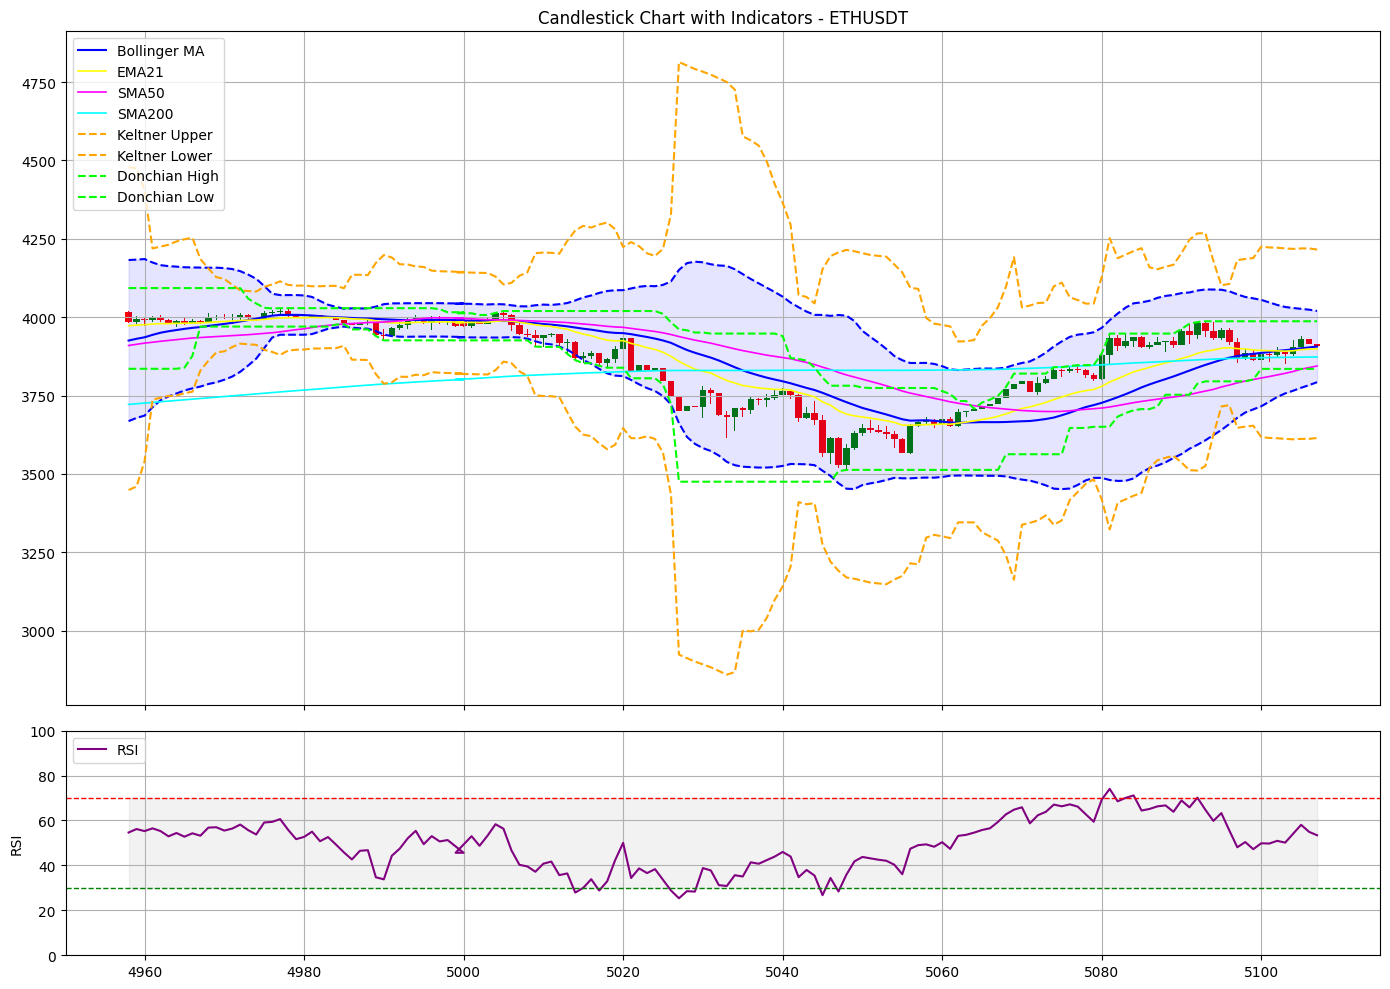 Candlestick Chart with Indicators - ETHUSDT
Bollinger MA
EMA21
SMA50
SMA200
Keltner Upper
Keltner Lower
Donchian High
Donchian Low
4750
4500
4250
4000
3750
3500
3250
3000
RSI
100
80
60
40
20
0
RSI
4960
4980
5000
5020
5040
5060
5080
5100